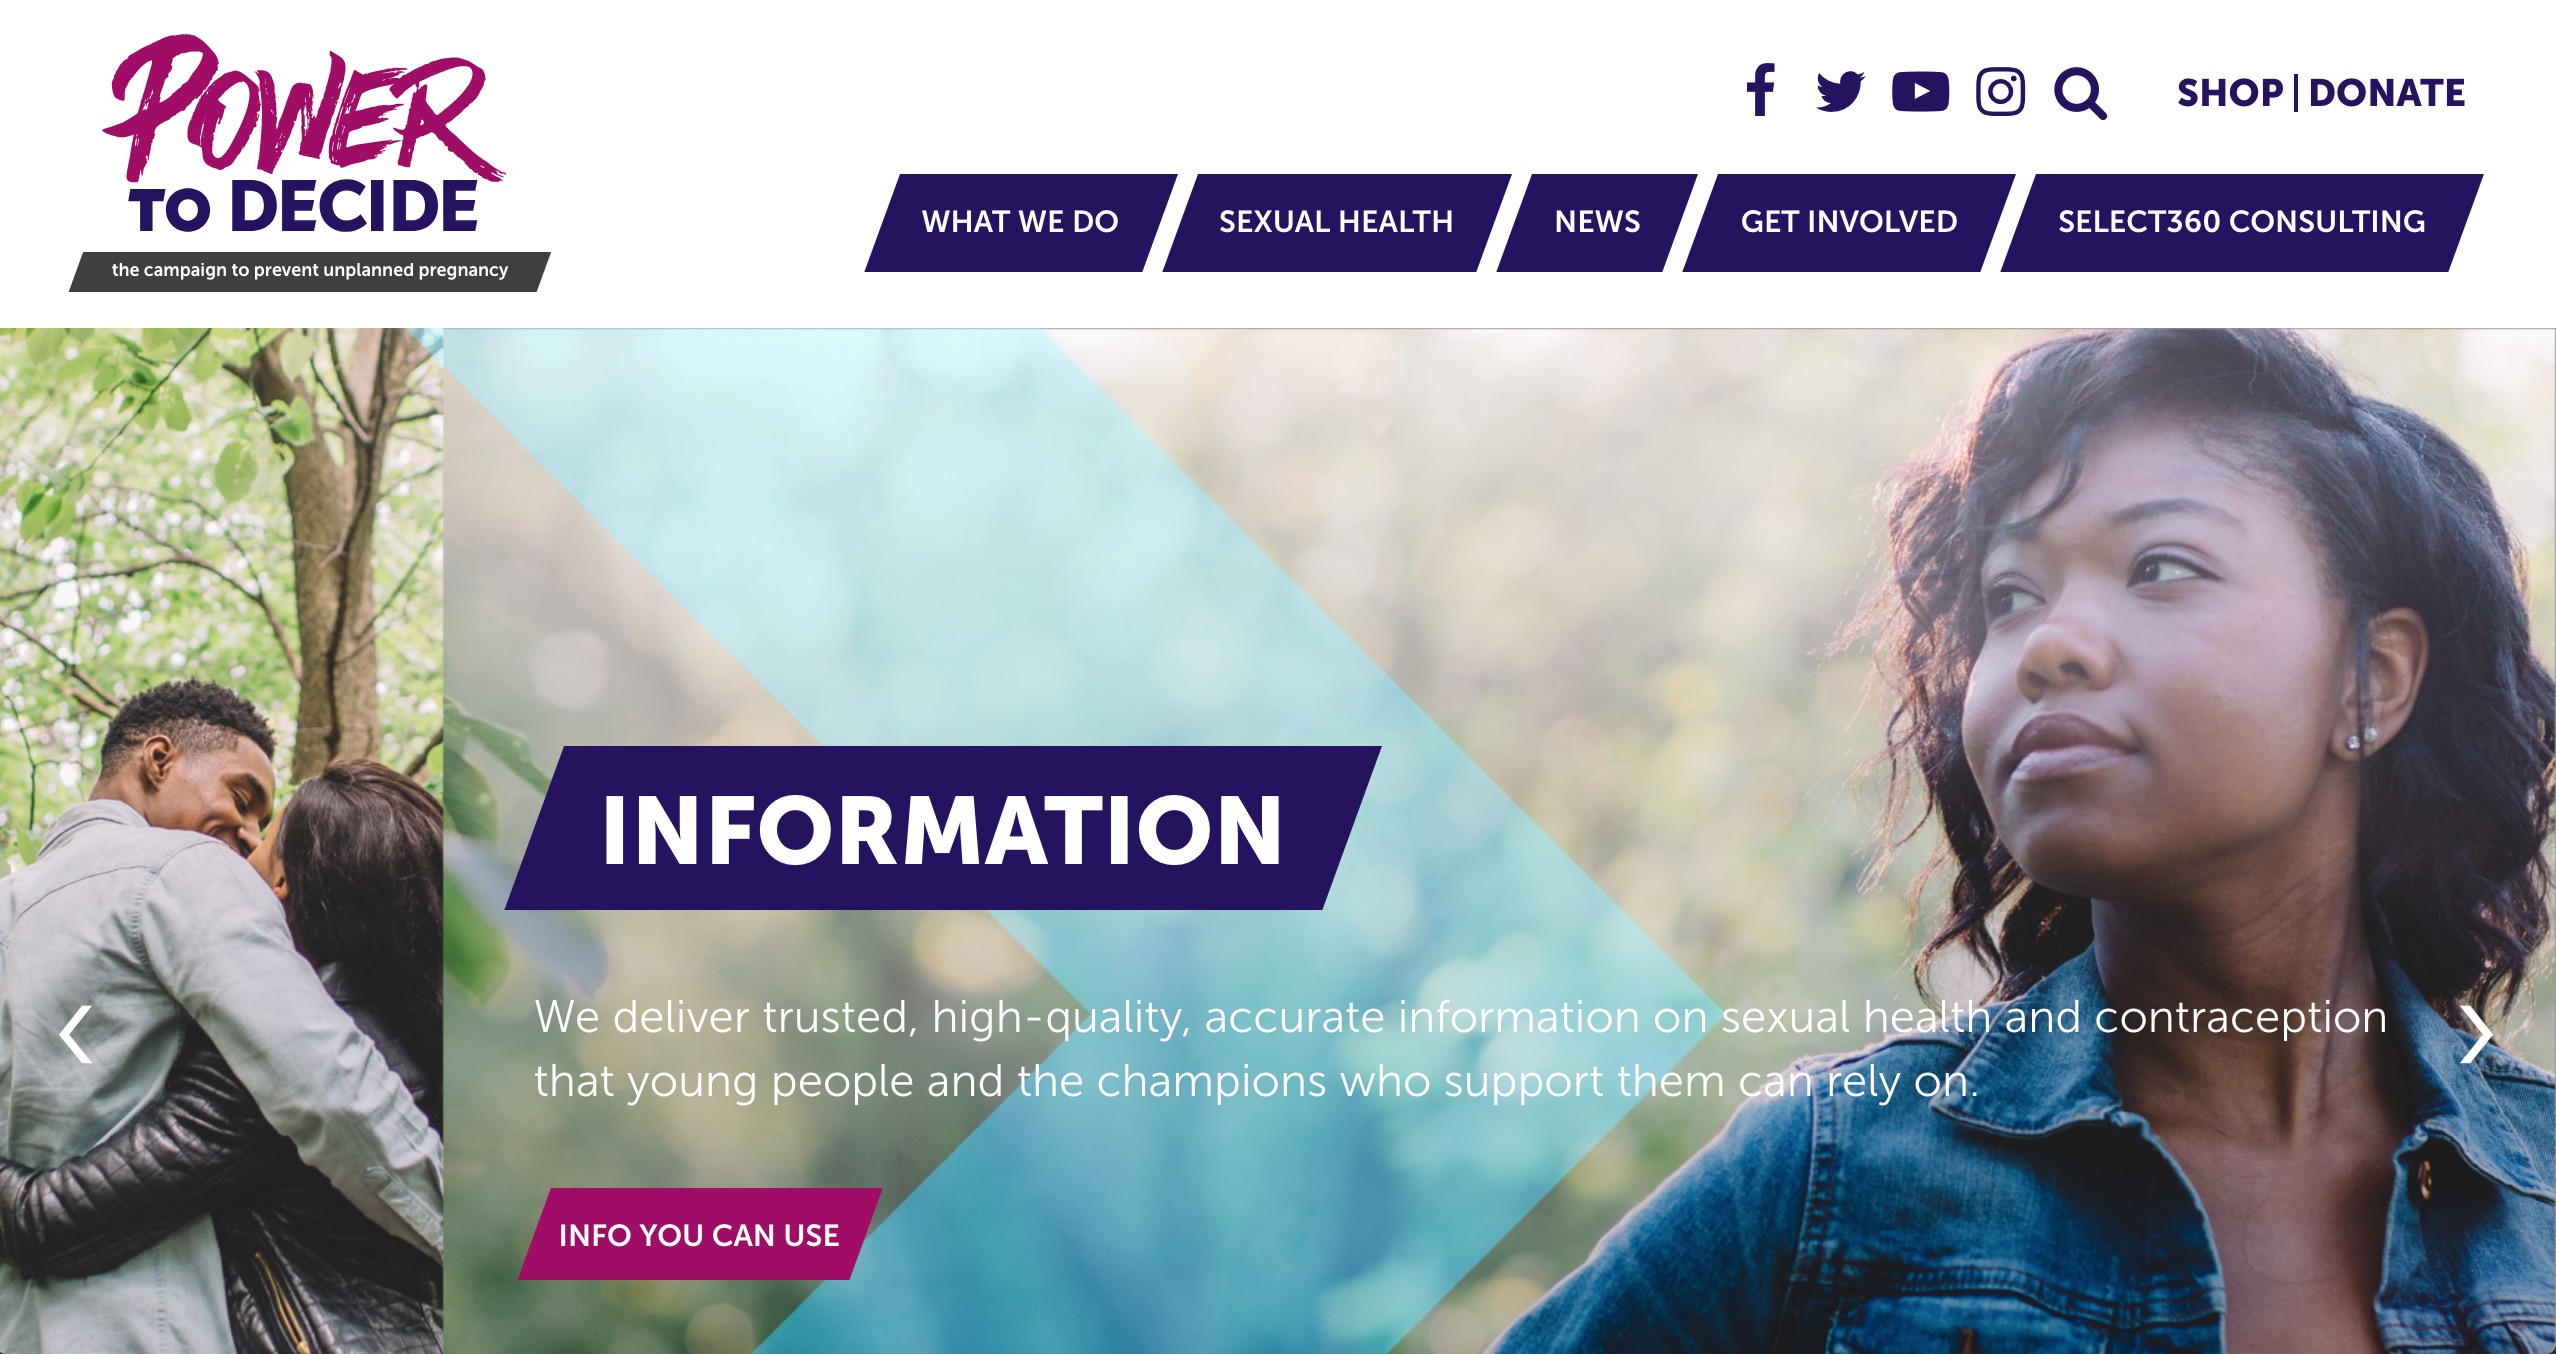 POWER
TO DECIDE
the campaign to prevent unplanned pregnancy
SHOP | DONATE
WHAT WE DO
SEXUAL HEALTH
NEWS
GET INVOLVED
SELECT360 CONSULTING
INFORMATION
We deliver trusted, high-quality, accurate information on sexual health and contraception
that young people and the champions who support them can rely on.
INFO YOU CAN USE